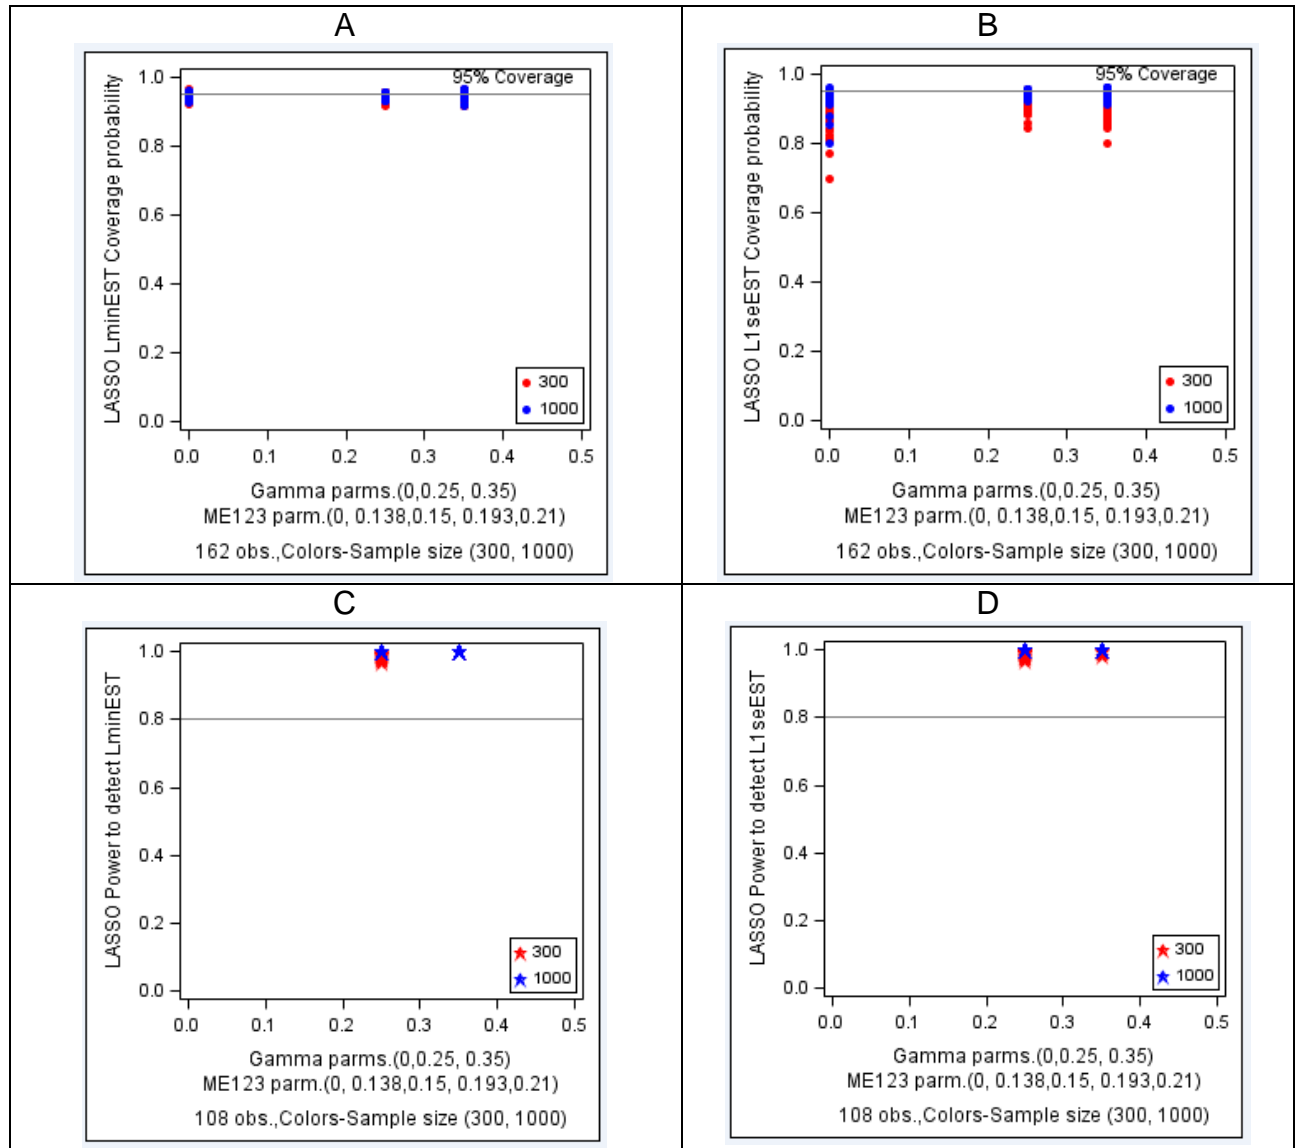 A
LASSO LminEST Coverage probability
95% Coverage
1.0
0.8
0.6
0.4
0.2
0.0
300
1000
0.0 0.1 0.2 0.3 0.4 0.5
Gamma parms.(0,0.25, 0.35)
ME123 parm.(0, 0.138,0.15, 0.193,0.21)
162 obs.,Colors-Sample size (300, 1000)
B
LASSO L1seEST Coverage probability
95% Coverage
1.0
0.8
0.6
0.4
0.2
0.0
300
1000
0.0 0.1 0.2 0.3 0.4 0.5
Gamma parms.(0,0.25, 0.35)
ME123 parm.(0, 0.138,0.15, 0.193,0.21)
162 obs.,Colors-Sample size (300, 1000)
C
LASSO Power to detect LminEST
1.0
0.8
0.6
0.4
0.2
0.0
300
1000
0.0 0.1 0.2 0.3 0.4 0.5
Gamma parms.(0,0.25, 0.35)
ME123 parm.(0, 0.138,0.15, 0.193,0.21)
108 obs.,Colors-Sample size (300, 1000)
D
LASSO Power to detect L1seEST
1.0
0.8
0.6
0.4
0.2
0.0
300
1000
0.0 0.1 0.2 0.3 0.4 0.5
Gamma parms.(0,0.25, 0.35)
ME123 parm.(0, 0.138,0.15, 0.193,0.21)
108 obs.,Colors-Sample size (300, 1000)